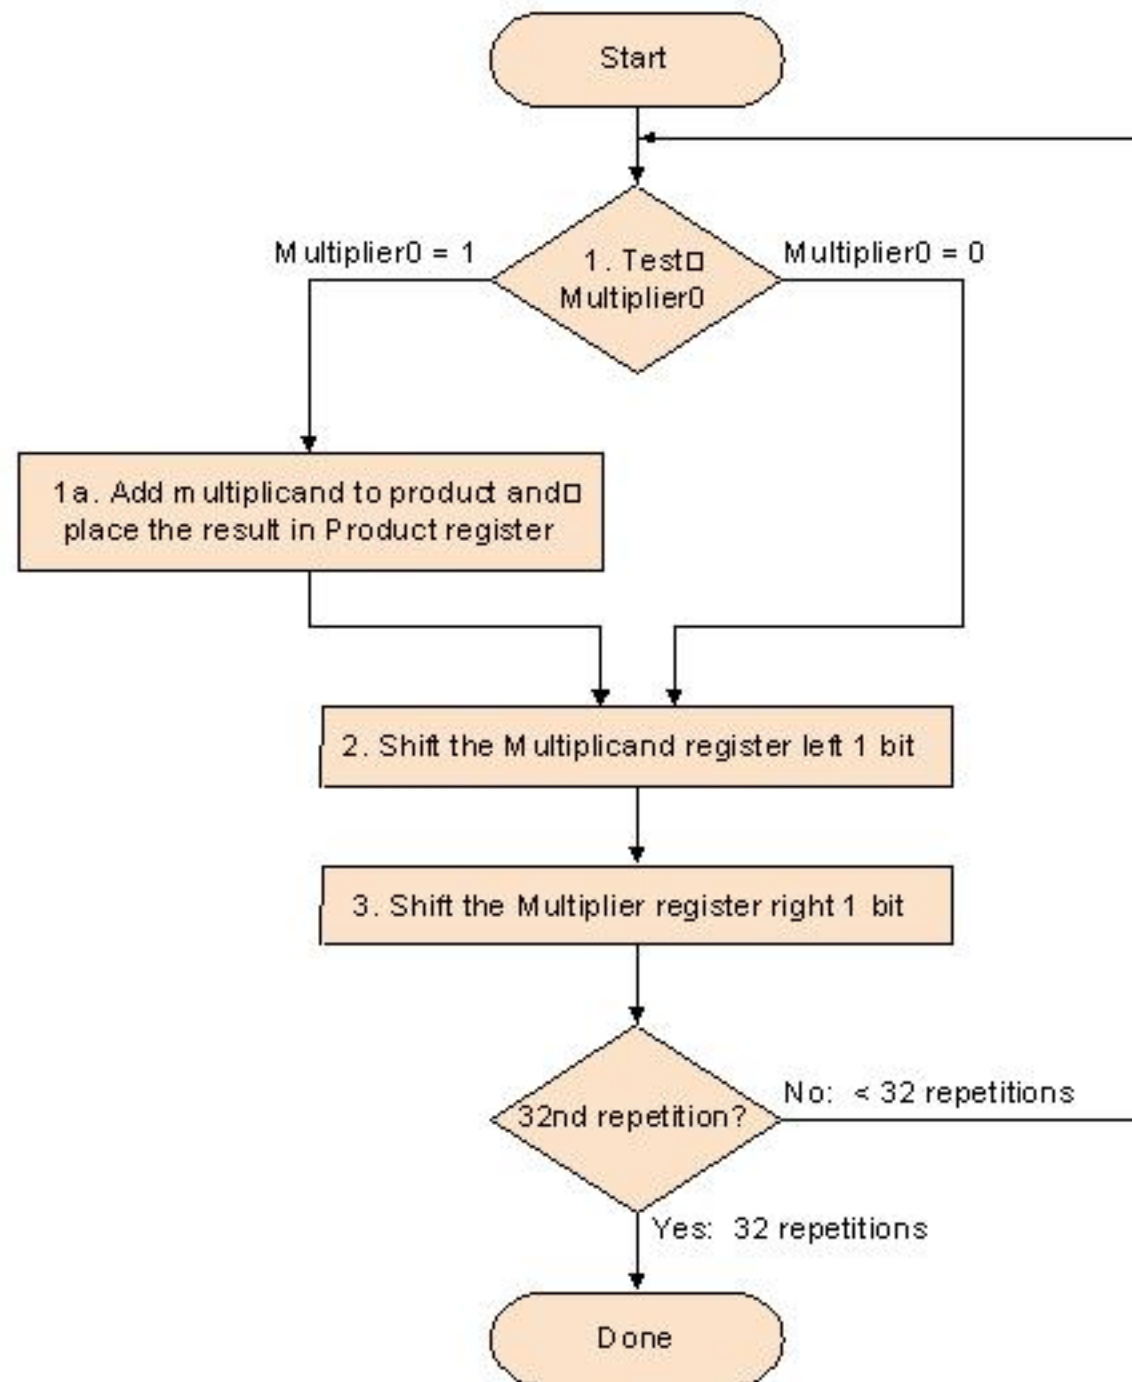 Start
Multiplier0 = 1
1. Test
Multiplier0
Multiplier0 = 0
1a. Add multiplicand to product and
place the result in Product register
2. Shift the Multiplicand register left 1 bit
3. Shift the Multiplier register right 1 bit
32nd repetition?
No: < 32 repetitions
Yes: 32 repetitions
Done